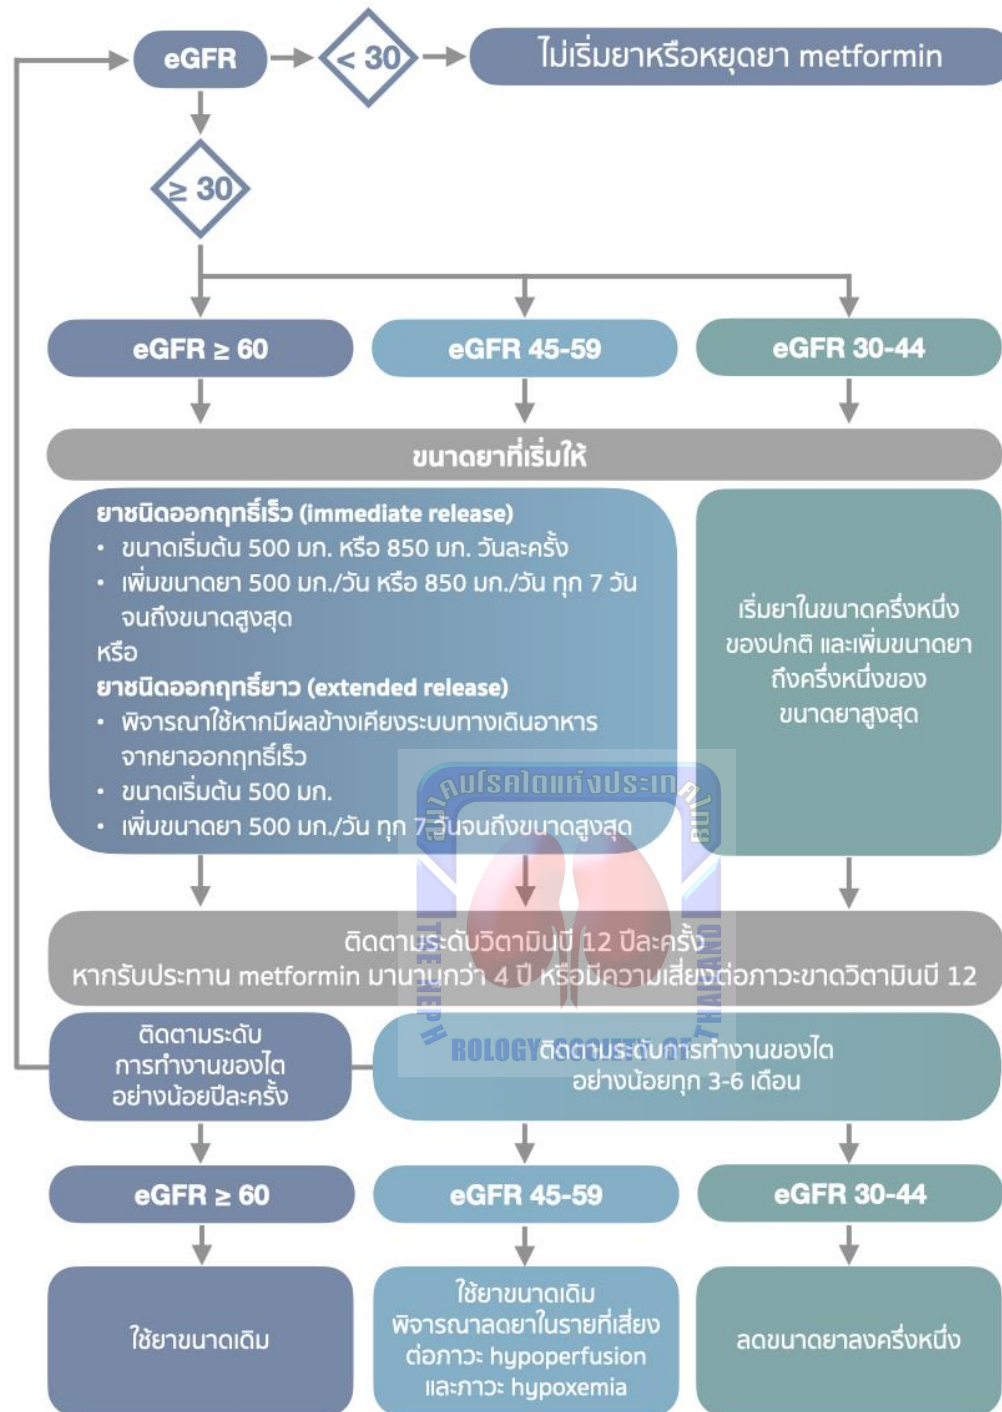 eGFR
< 30
ไม่เริ่มยาหรือหยุดยา metformin
≥ 30
eGFR ≥ 60
eGFR 45-59
eGFR 30-44
ขนาดยาที่เริ่มให้
ยาชนิดออกฤทธิ์เร็ว (immediate release)
• ขนาดเริ่มต้น 500 มก. หรือ 850 มก. วันละครั้ง
• เพิ่มขนาดยา 500 มก./วัน หรือ 850 มก./วัน ทุก 7 วัน
จนถึงขนาดสูงสุด
หรือ
ยาชนิดออกฤทธิ์ยาว (extended release)
• พิจารณาใช้หากมีผลข้างเคียงระบบทางเดินอาหาร
จากยาออกฤทธิ์เร็ว
• ขนาดเริ่มต้น 500 มก.
• เพิ่มขนาดยา 500 มก./วัน ทุก 7 วันจนถึงขนาดสูงสุด
เริ่มยาในขนาดครึ่งหนึ่ง
ของปกติ และเพิ่มขนาดยา
ถึงครึ่งหนึ่งของ
ขนาดยาสูงสุด
สมาคมโรคไตแห่งประเทศไทย
ติดตามระดับวิตามินบี 12 ปีละครั้ง
หากรับประทาน metformin มานานกว่า 4 ปี หรือมีความเสี่ยงต่อภาวะขาดวิตามินบี 12
ติดตามระดับ
การทำงานของไต
อย่างน้อยปีละครั้ง
ติดตามระดับการทำงานของไต
อย่างน้อยทุก 3-6 เดือน
eGFR ≥ 60
eGFR 45-59
eGFR 30-44
ใช้ยาขนาดเดิม
ใช้ยาขนาดเดิม
พิจารณาลดยาในรายที่เสี่ยง
ต่อภาวะ hypoperfusion
และภาวะ hypoxemia
ลดขนาดยาลงครึ่งหนึ่ง